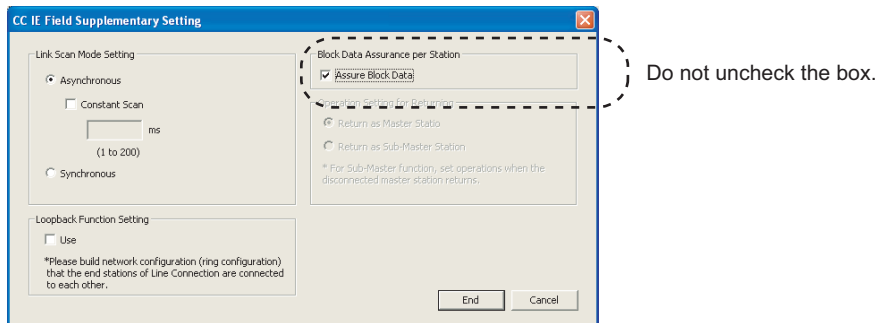 CC IE Field Supplementary Setting
Link Scan Mode Setting
Asynchronous
Constant Scan
ms
(1 to 200)
Synchronous
Loopback Function Setting
Use
*Please build network configuration (ring configuration)
that the end stations of Line Connection are connected
to each other.
Block Data Assurance per Station
Assure Block Data
Operation Setting for Returning
Return as Master Statio
Return as Sub-Master Station
* For Sub-Master function, set operations when the
disconnected master station returns.
End
Cancel
Do not uncheck the box.